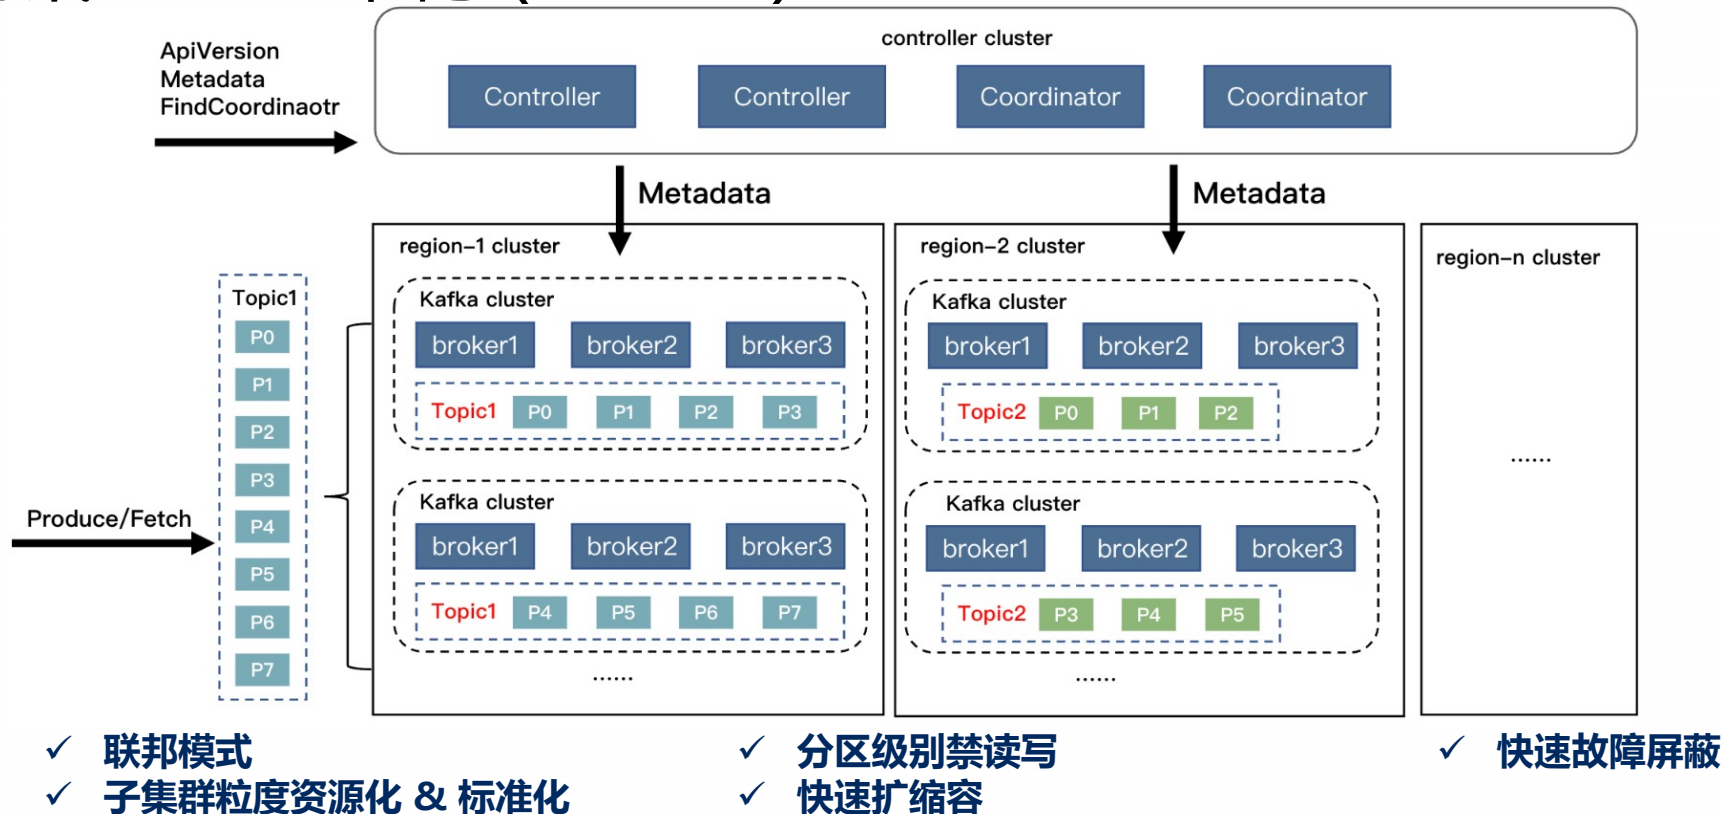 controller cluster
ApiVersion
Metadata
FindCoordinaotr
Controller
Controller
Coordinator
Coordinator
Metadata
Metadata
region-1 cluster
Kafka cluster
broker1
broker2
broker3
Topic1
P0
P1
P2
P3
Kafka cluster
broker1
broker2
broker3
Topic1
P4
P5
P6
P7
......
region-2 cluster
Kafka cluster
broker1
broker2
broker3
Topic2
P0
P1
P2
Kafka cluster
broker1
broker2
broker3
Topic2
P3
P4
P5
......
region-n cluster
......
Topic1
P0
P1
P2
P3
P4
P5
P6
P7
Produce/Fetch
✓ 联邦模式
✓ 子集群粒度资源化 & 标准化
✓ 分区级别禁读写
✓ 快速扩缩容
✓ 快速故障屏蔽